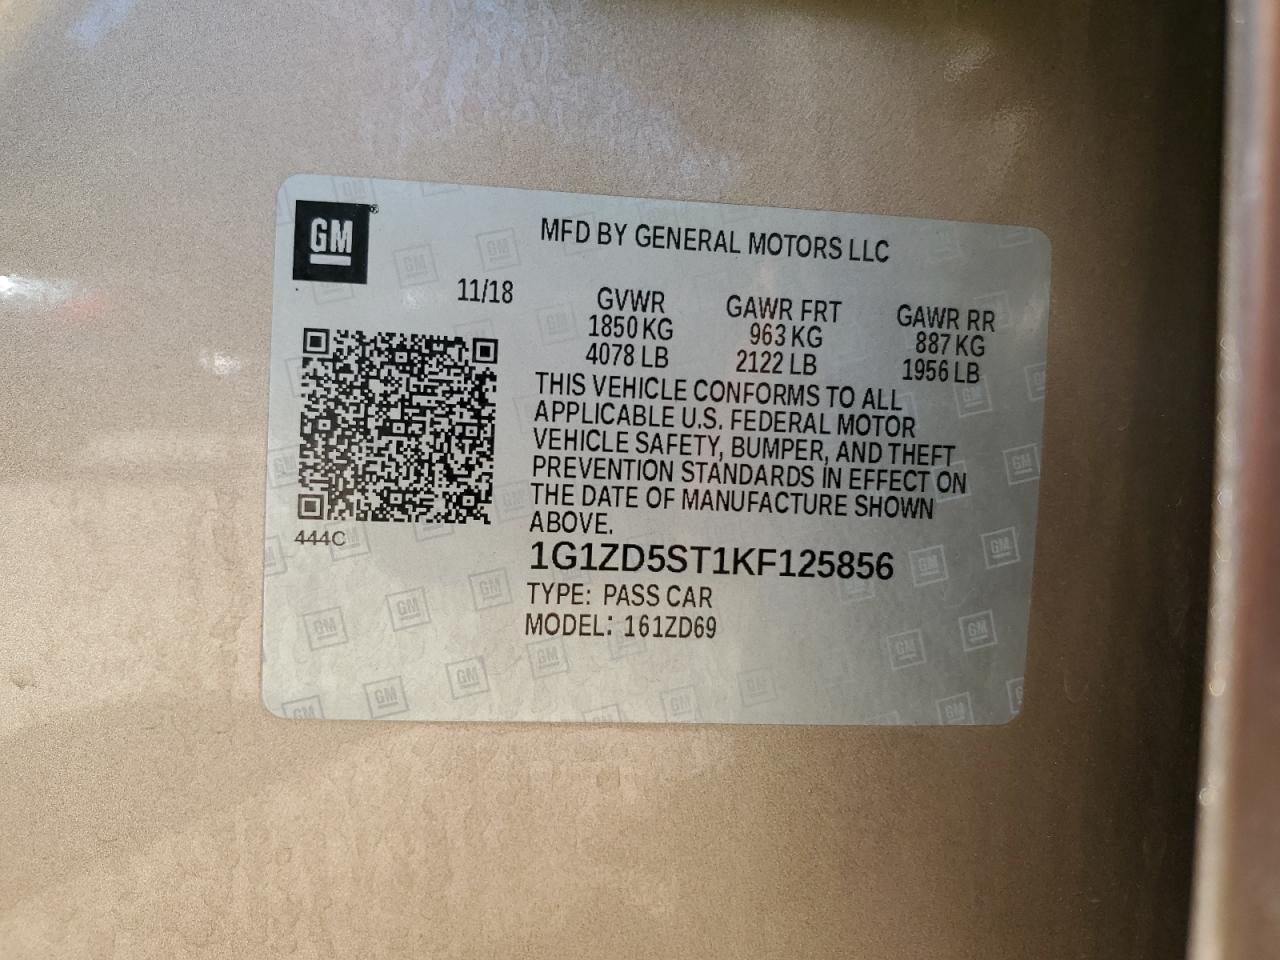 GM
MFD BY GENERAL MOTORS LLC
11/18
GVWR GAWR FRT GAWR RR
1850 KG 963 KG 887 KG
4078 LB 2122 LB 1956 LB
THIS VEHICLE CONFORMS TO ALL
APPLICABLE U.S. FEDERAL MOTOR
VEHICLE SAFETY, BUMPER, AND THEFT
PREVENTION STANDARDS IN EFFECT ON
THE DATE OF MANUFACTURE SHOWN
ABOVE.
444C
1G1ZD5ST1KF125856
TYPE: PASS CAR
MODEL: 161ZD69